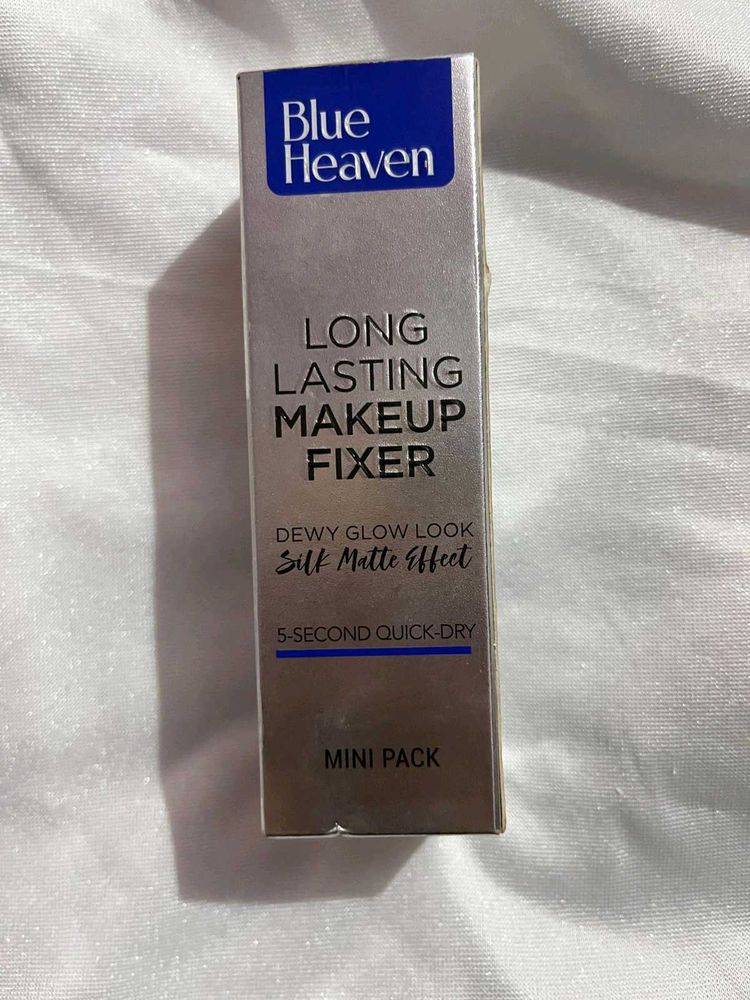 Blue
Heaven
LONG
LASTING
MAKEUP
FIXER
DEWY GLOW LOOK
Silk Matte Effect
5-SECOND QUICK-DRY
MINI PACK